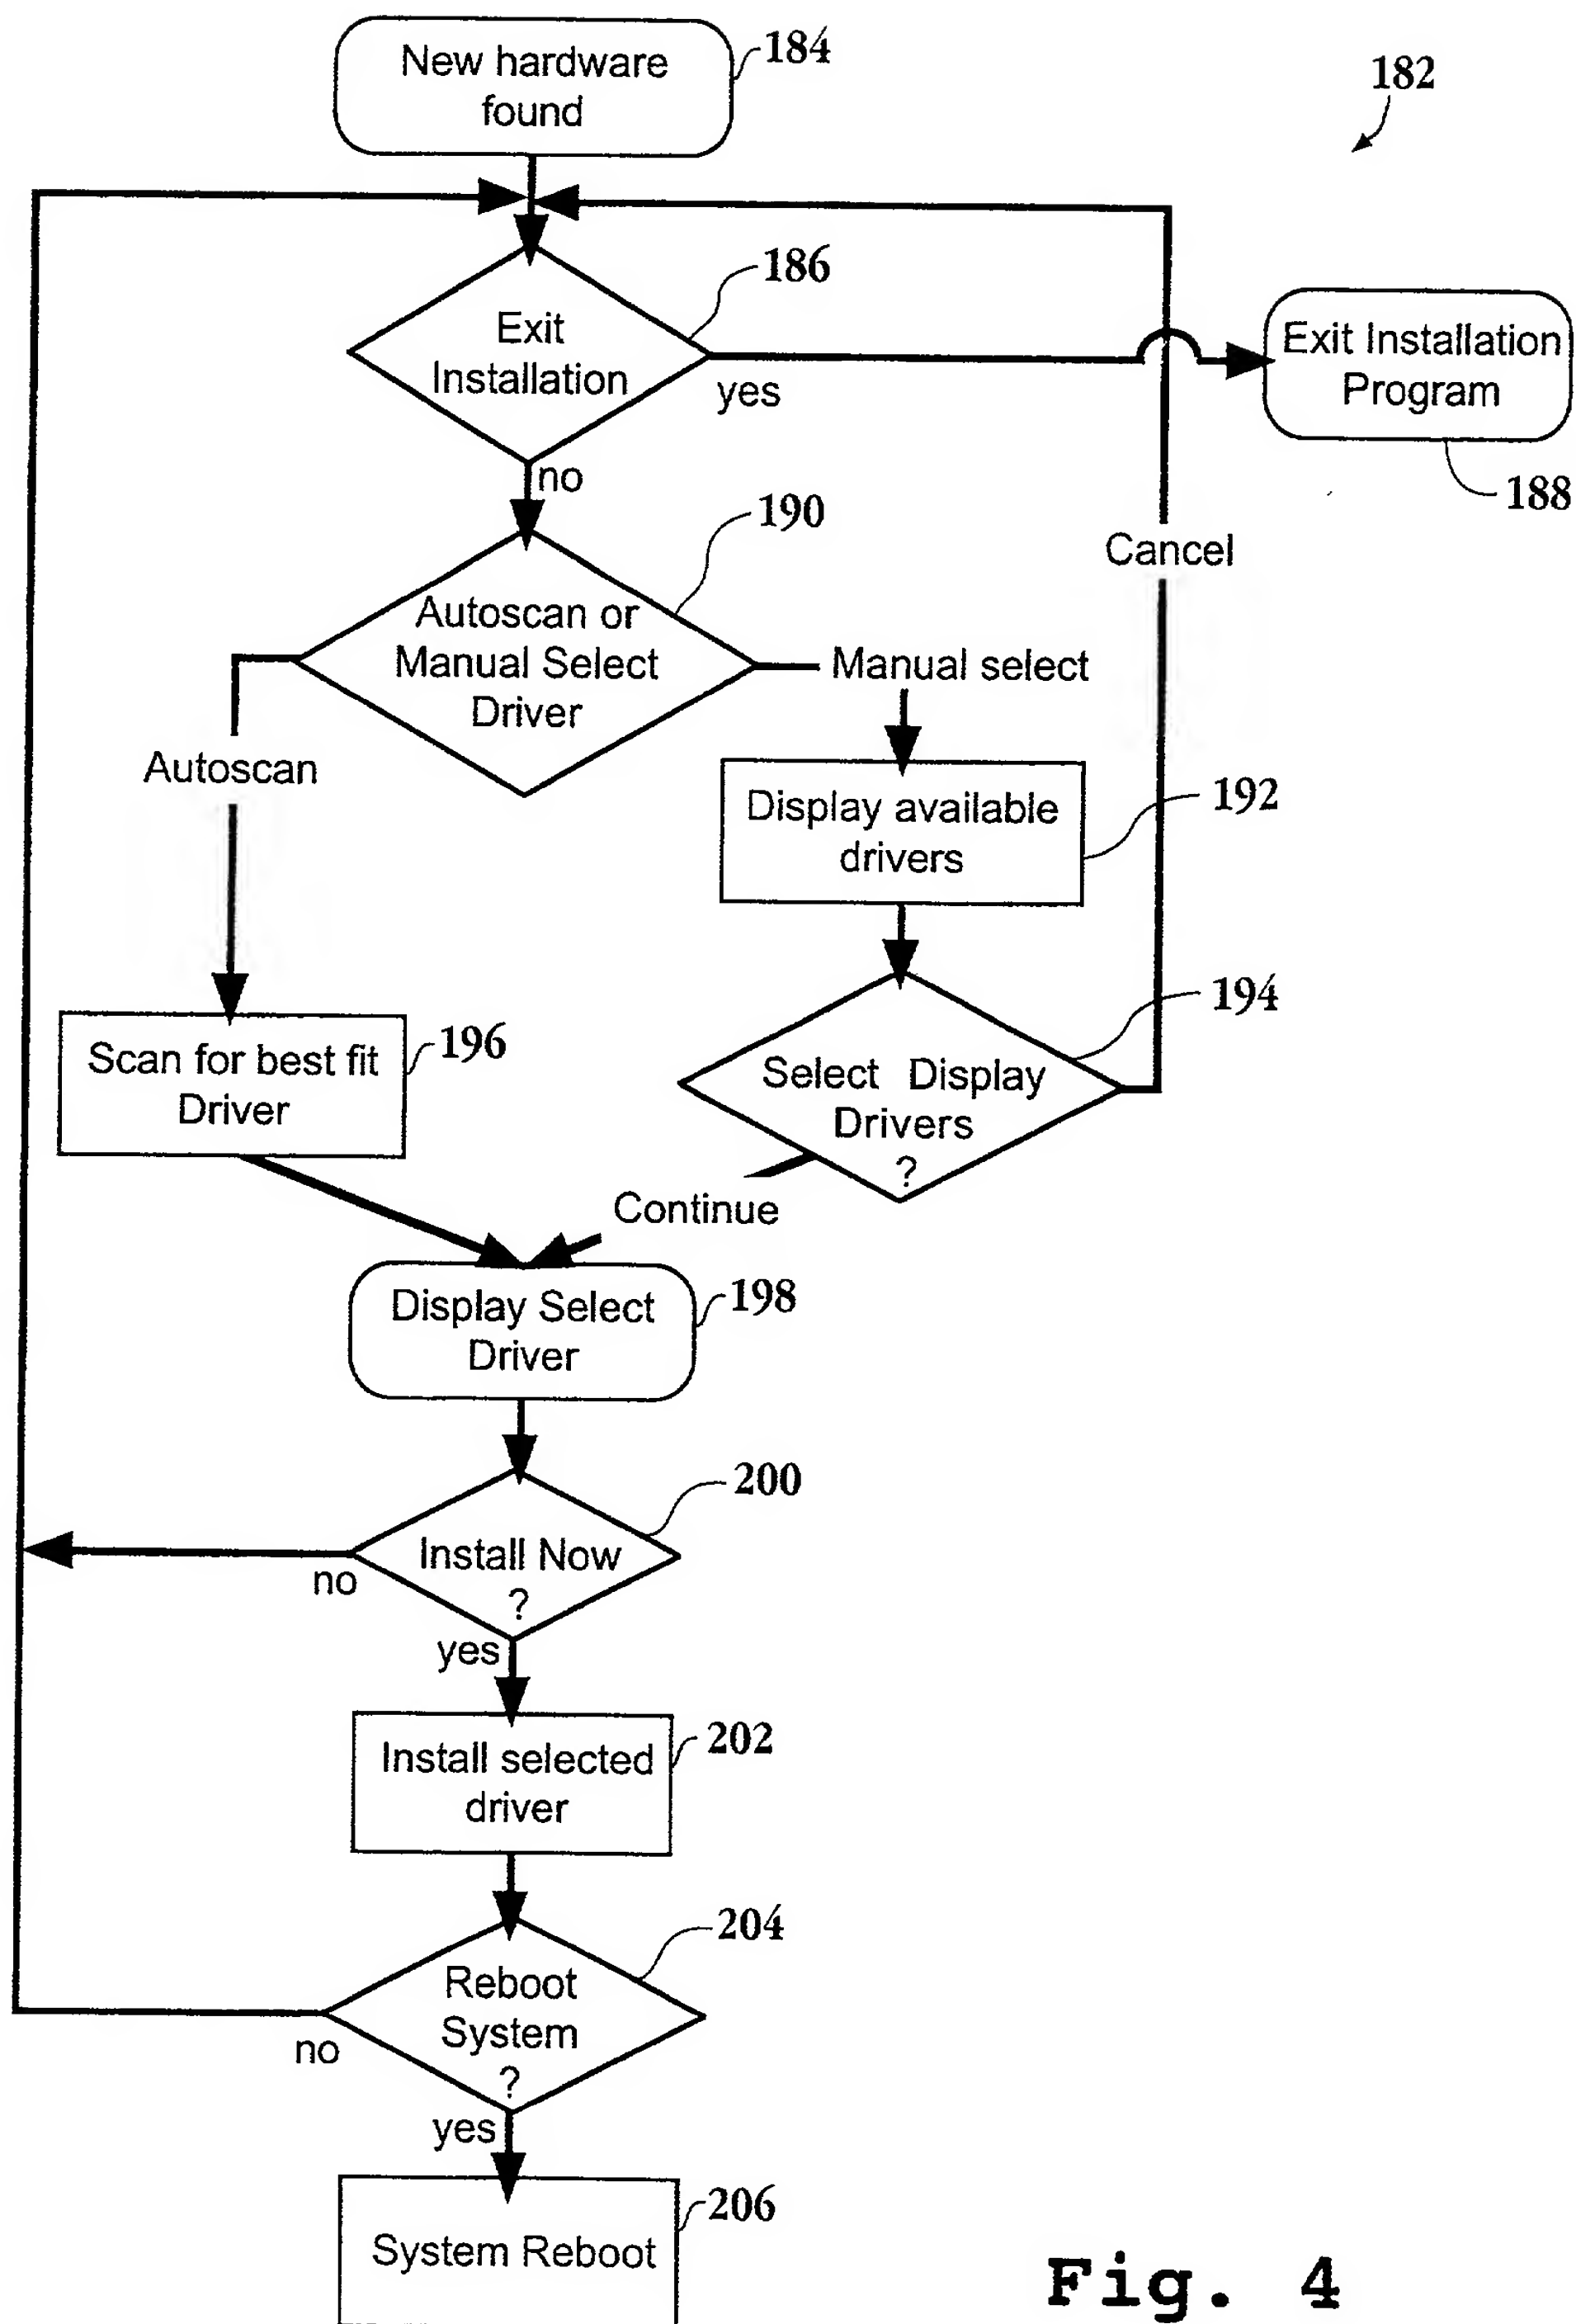 New hardware
found
184
182
186
Exit
Installation
yes
Exit Installation
Program
188
no
190
Cancel
Autoscan or
Manual Select
Driver
Manual select
Autoscan
Display available
drivers
192
194
196
Scan for best fit
Driver
Select Display
Drivers
?
Continue
Display Select
Driver
198
200
Install Now
?
no
yes
Install selected
driver
202
204
Reboot
System
?
no
yes
206
System Reboot
Fig. 4